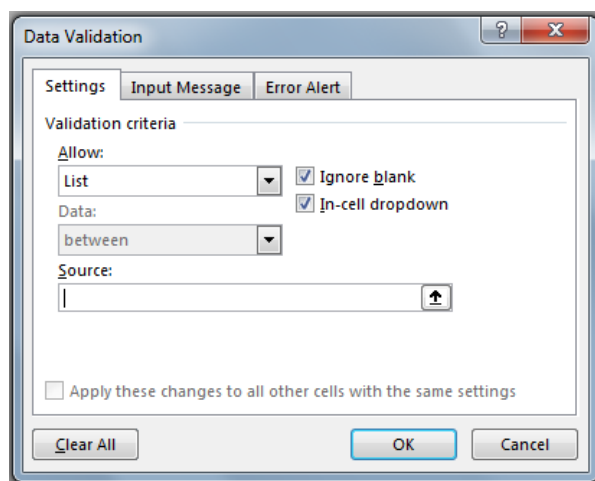 Data Validation
Settings Input Message Error Alert
Validation criteria
Allow:
List
Ignore blank
Data:
In-cell dropdown
between
Source:
Apply these changes to all other cells with the same settings
Clear All OK Cancel